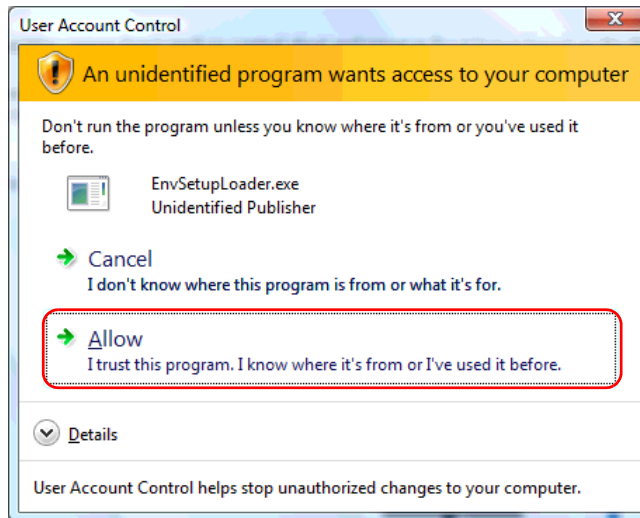 User Account Control
An unidentified program wants access to your computer
Don't run the program unless you know where it's from or you've used it
before.
EnvSetupLoader.exe
Unidentified Publisher
Cancel
I don't know where this program is from or what it's for.
Allow
I trust this program. I know where it's from or I've used it before.
Details
User Account Control helps stop unauthorized changes to your computer.